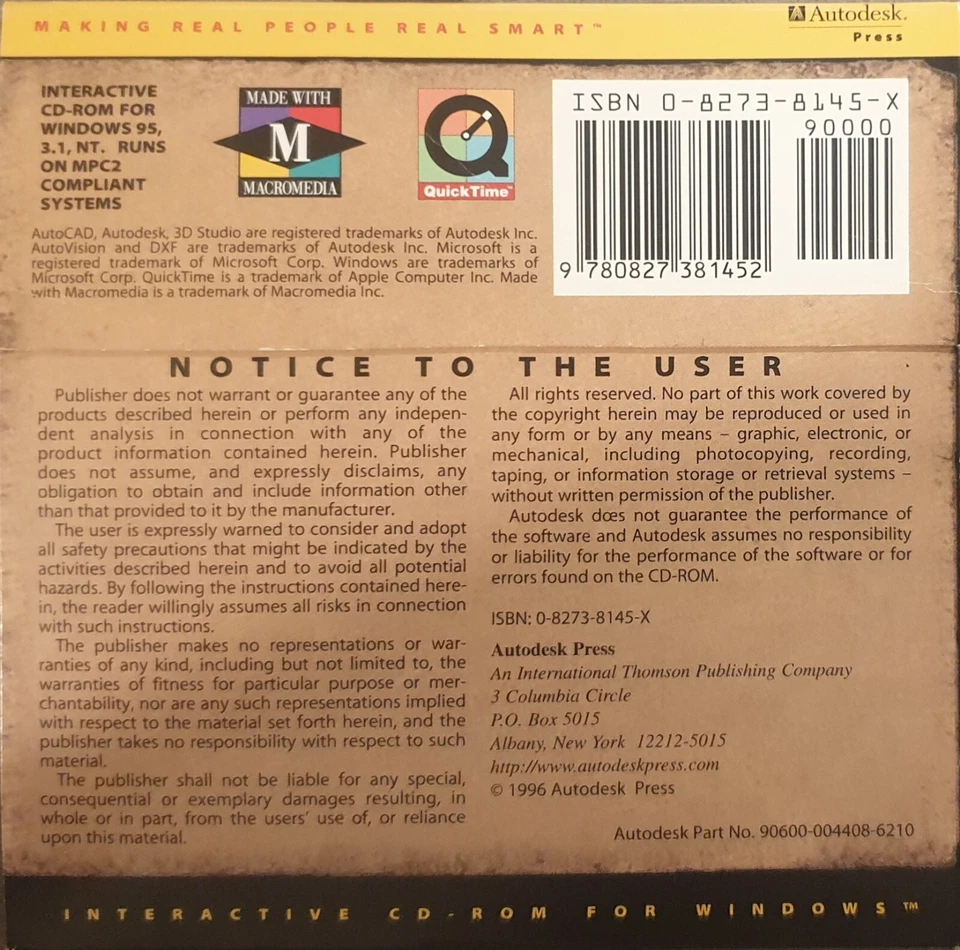 MAKING REAL PEOPLE REAL SMART™
Autodesk.
Press
INTERACTIVE
CD-ROM FOR
WINDOWS 95,
3.1, NT. RUNS
ON MPC2
COMPLIANT
SYSTEMS
MADE WITH
M
MACROMEDIA
QuickTime™
ISBN 0-8273-8145-X
90000
9 780827 381452
AutoCAD, Autodesk, 3D Studio are registered trademarks of Autodesk Inc.
AutoVision and DXF are trademarks of Autodesk Inc. Microsoft is a
registered trademark of Microsoft Corp. Windows are trademarks of
Microsoft Corp. QuickTime is a trademark of Apple Computer Inc. Made
with Macromedia is a trademark of Macromedia Inc.
NOTICE TO THE USER
Publisher does not warrant or guarantee any of the
products described herein or perform any indepen-
dent analysis in connection with any of the
product information contained herein. Publisher
does not assume, and expressly disclaims, any
obligation to obtain and include information other
than that provided to it by the manufacturer.
The user is expressly warned to consider and adopt
all safety precautions that might be indicated by the
activities described herein and to avoid all potential
hazards. By following the instructions contained here-
in, the reader willingly assumes all risks in connection
with such instructions.
The publisher makes no representations or war-
ranties of any kind, including but not limited to, the
warranties of fitness for particular purpose or mer-
chantability, nor are any such representations implied
with respect to the material set forth herein, and the
publisher takes no responsibility with respect to such
material.
The publisher shall not be liable for any special,
consequential or exemplary damages resulting, in
whole or in part, from the users' use of, or reliance
upon this material.
All rights reserved. No part of this work covered by
the copyright herein may be reproduced or used in
any form or by any means – graphic, electronic, or
mechanical, including photocopying, recording,
taping, or information storage or retrieval systems –
without written permission of the publisher.
Autodesk dœs not guarantee the performance of
the software and Autodesk assumes no responsibility
or liability for the performance of the software or for
errors found on the CD-ROM.
ISBN: 0-8273-8145-X
Autodesk Press
An International Thomson Publishing Company
3 Columbia Circle
P.O. Box 5015
Albany, New York 12212-5015
http://www.autodeskpress.com
© 1996 Autodesk Press
Autodesk Part No. 90600-004408-6210
INTERACTIVE CD-ROM FOR WINDOWS™